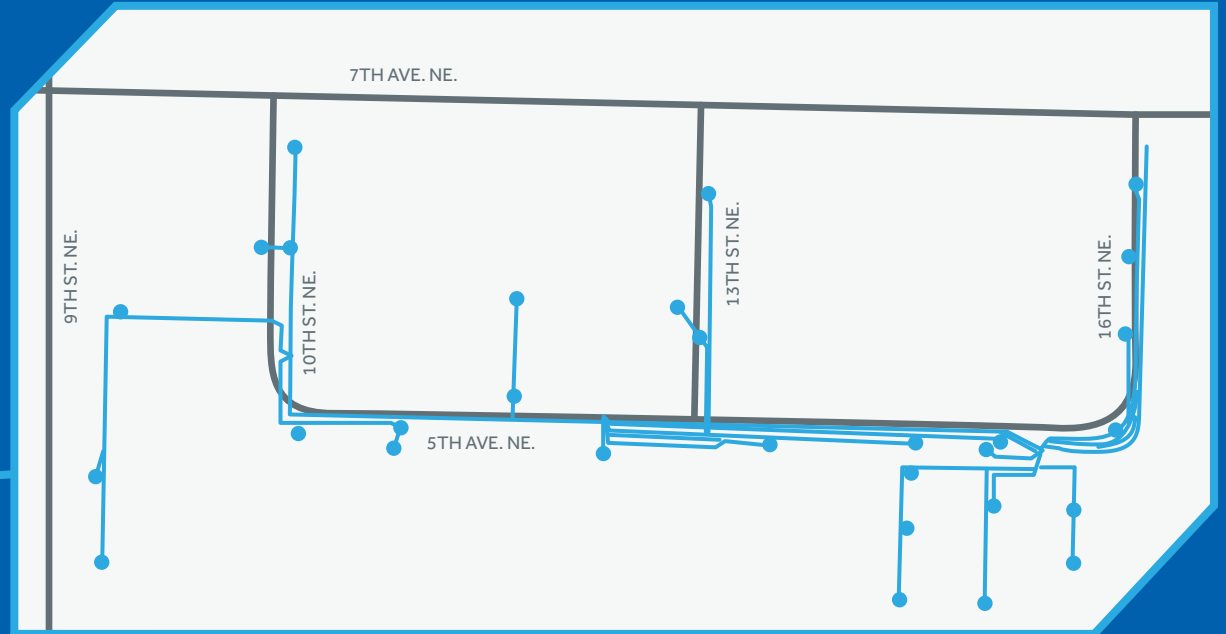 7TH AVE. NE.
9TH ST. NE.
10TH ST. NE.
13TH ST. NE.
16TH ST. NE.
5TH AVE. NE.